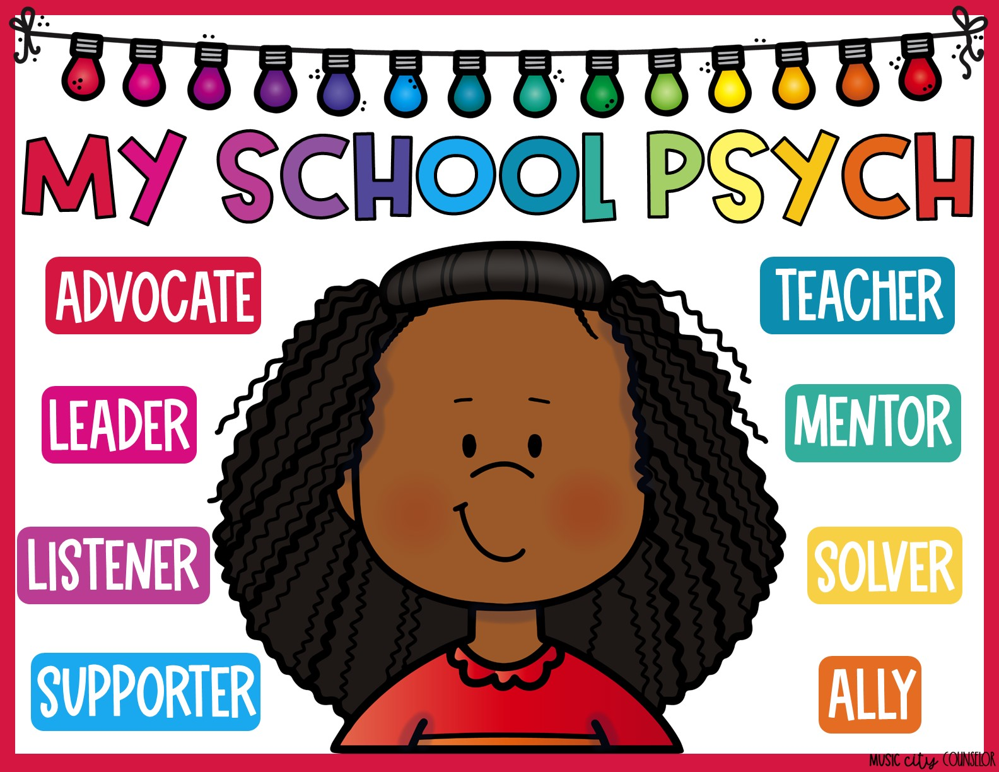 MY SCHOOL PSYCH
ADVOCATE
TEACHER
LEADER
MENTOR
LISTENER
SOLVER
SUPPORTER
ALLY
MUSIC city COUNSELOR